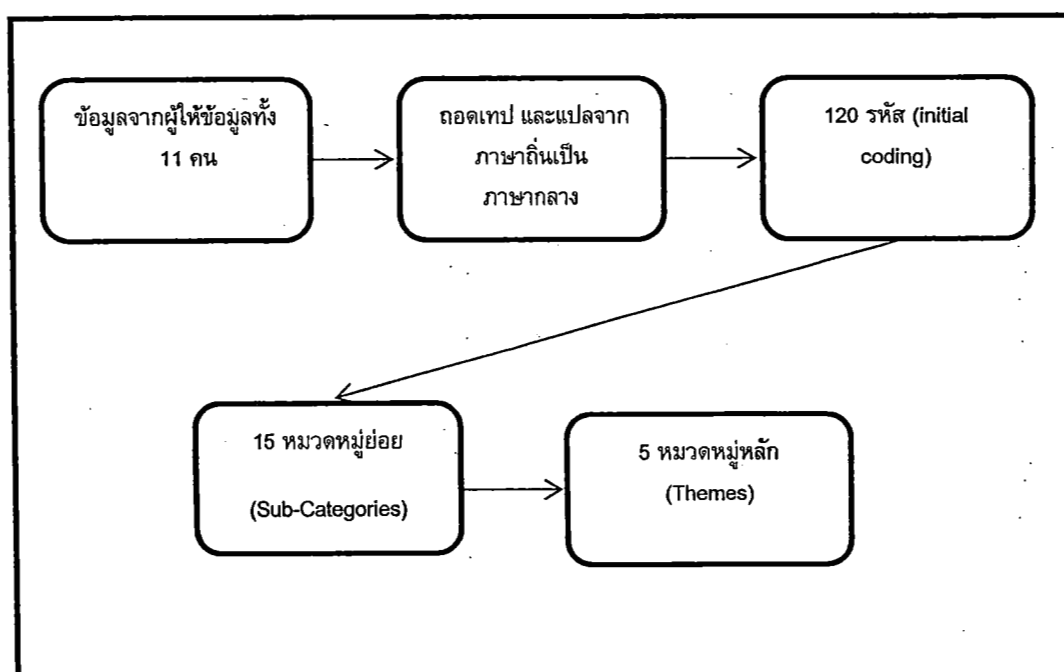 ข้อมูลจากผู้ให้ข้อมูลทั้ง
11 คน
ถอดเทป และแปลจาก
ภาษาถิ่นเป็น
ภาษากลาง
120 รหัส (initial
coding)
15 หมวดหมู่ย่อย
(Sub-Categories)
5 หมวดหมู่หลัก
(Themes)